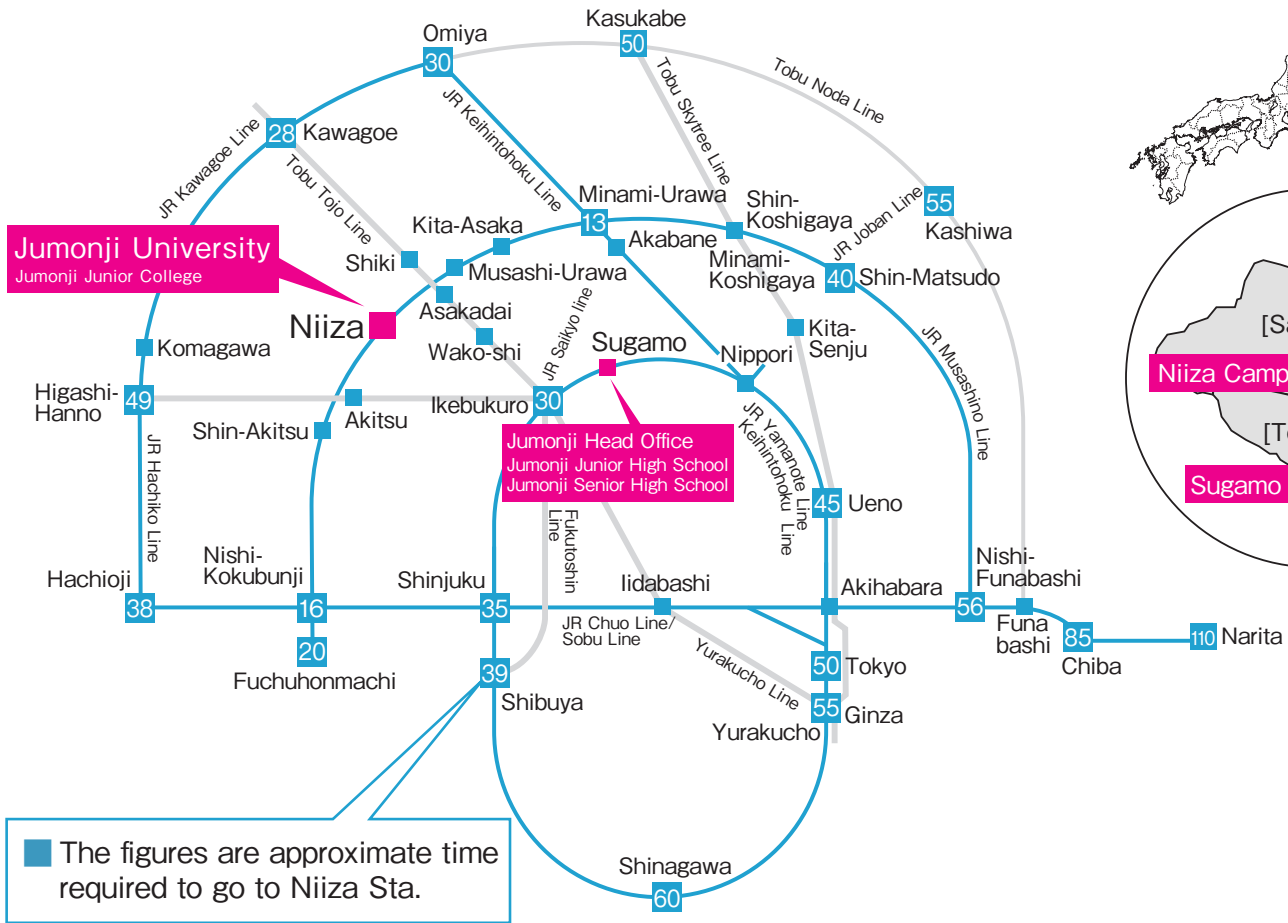 Kasukabe
50
Omiya
30
Tobu Noda Line
Tobu Skytree Line
JR Keihintohoku Line
28
Kawagoe
JR Kawagoe Line
Tobu Tojo Line
Minami-Urawa
13
Shin-
Koshigaya
Minami-
Koshigaya
JR Joban Line
55
Kashiwa
Kita-Asaka
Akabane
Jumonji University
Jumonji Junior College
Shiki
Musashi-Urawa
40
Shin-Matsudo
Asakadai
Niiza
Wako-shi
JR Saikyo line
Sugamo
Nippori
Kita-
Senju
JR Musashino Line
Komagawa
Higashi-
Hanno
49
Akitsu
Ikebukuro
30
Shin-Akitsu
Jumonji Head Office
Jumonji Junior High School
Jumonji Senior High School
JR Yamanote Line
Keihintohoku Line
45
Ueno
JR Hachiko Line
Fukutoshin
Line
Hachioji
38
Nishi-
Kokubunji
16
Shinjuku
35
Iidabashi
Akihabara
Nishi-
Funabashi
56
JR Chuo Line/
Sobu Line
Funa
bashi
85
Chiba
110
Narita
20
Fuchuhonmachi
39
Shibuya
Yurakucho Line
50
Tokyo
55
Ginza
Yurakucho
Shinagawa
60
The figures are approximate time
required to go to Niiza Sta.
[Sa
Niiza Camp
[To
Sugamo